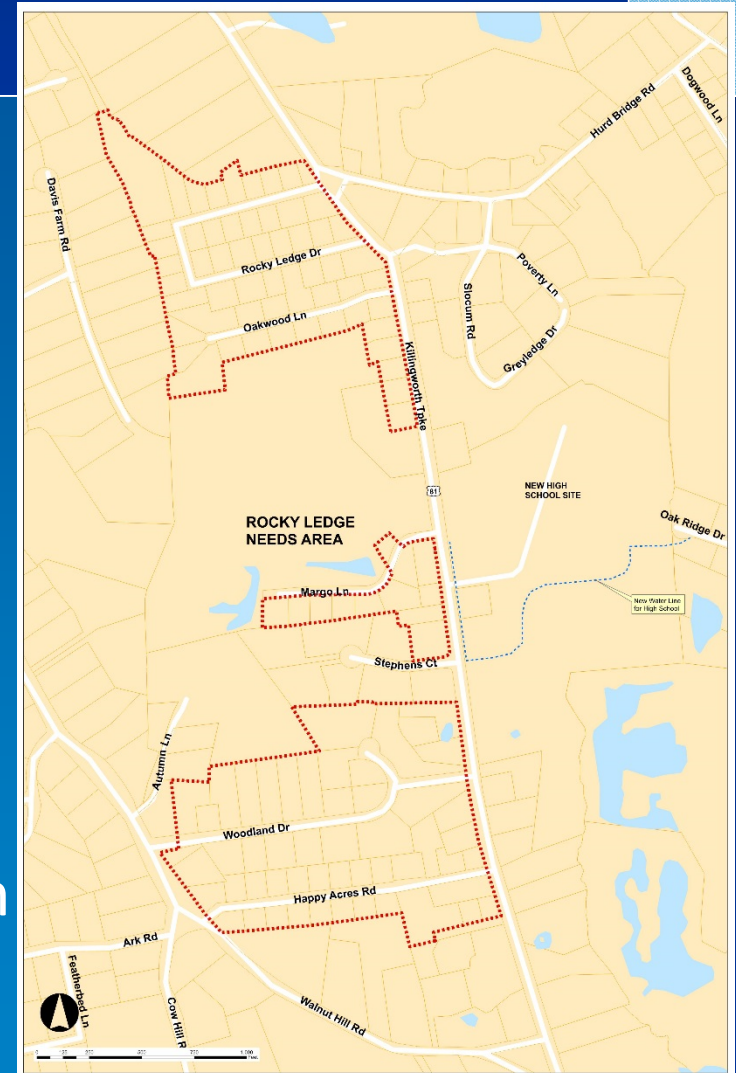 Dogwood Ln
Hurd Bridge Rd
Davis Farm Rd
Rocky Ledge Dr
Poverty Ln
Slocum Rd
Oakwood Ln
Greyledge Dr
Killingworth Tpke
81
NEW HIGH
SCHOOL SITE
ROCKY LEDGE
NEEDS AREA
Oak Ridge Dr
Margo Ln
New Water Line
for High School
Stephens Ct
Autumn Ln
Woodland Dr
n
Happy Acres Rd
Ark Rd
Featherbed Ln
Cow Hill R
Walnut Hill Rd
0
500